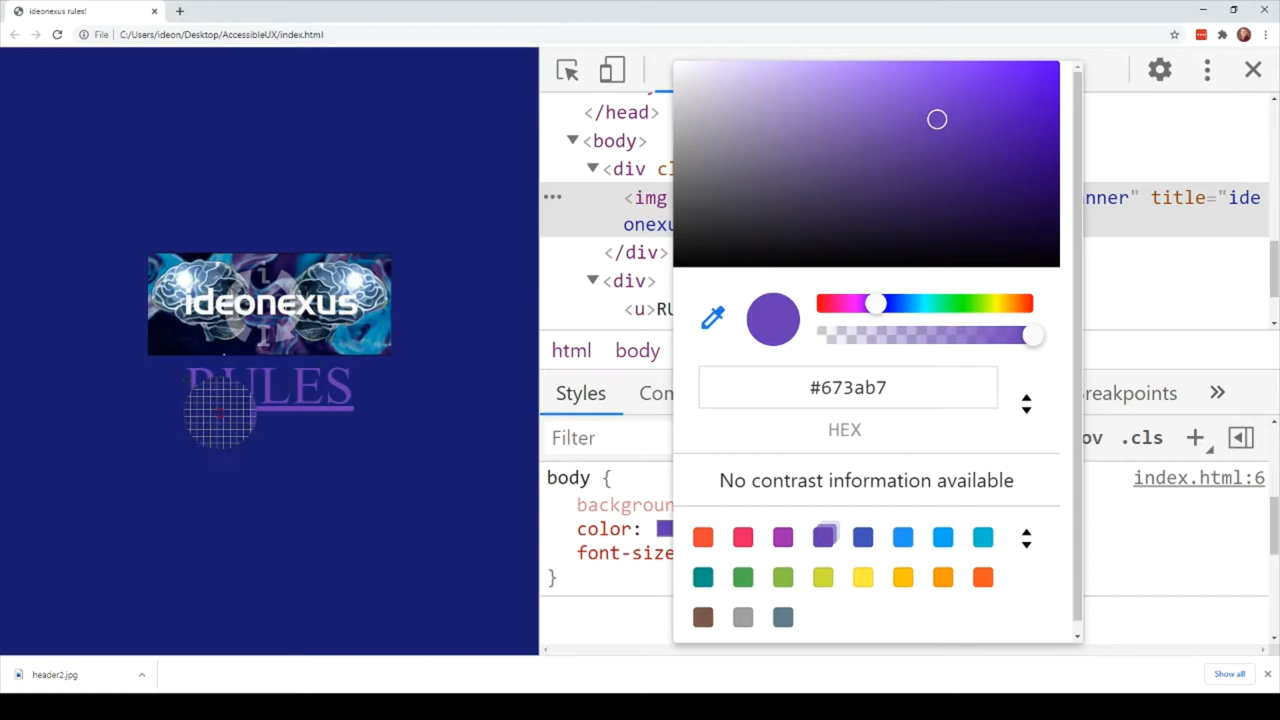 ideonexus rules!
File
C:/Users/ideon/Desktop/AccessibleUX/index.html
</head>
<body>
<div cl
<img
nner" title="ide
onexu
</div>
<div>
<u>RU
html body
Styles
Com
reakpoints
Filter
ov .cls
body {
index.html:6
backgroun
color:
font-size
}
#673ab7
HEX
No contrast information available
i
ideonexus
I
RULES
header2.jpg
Show all